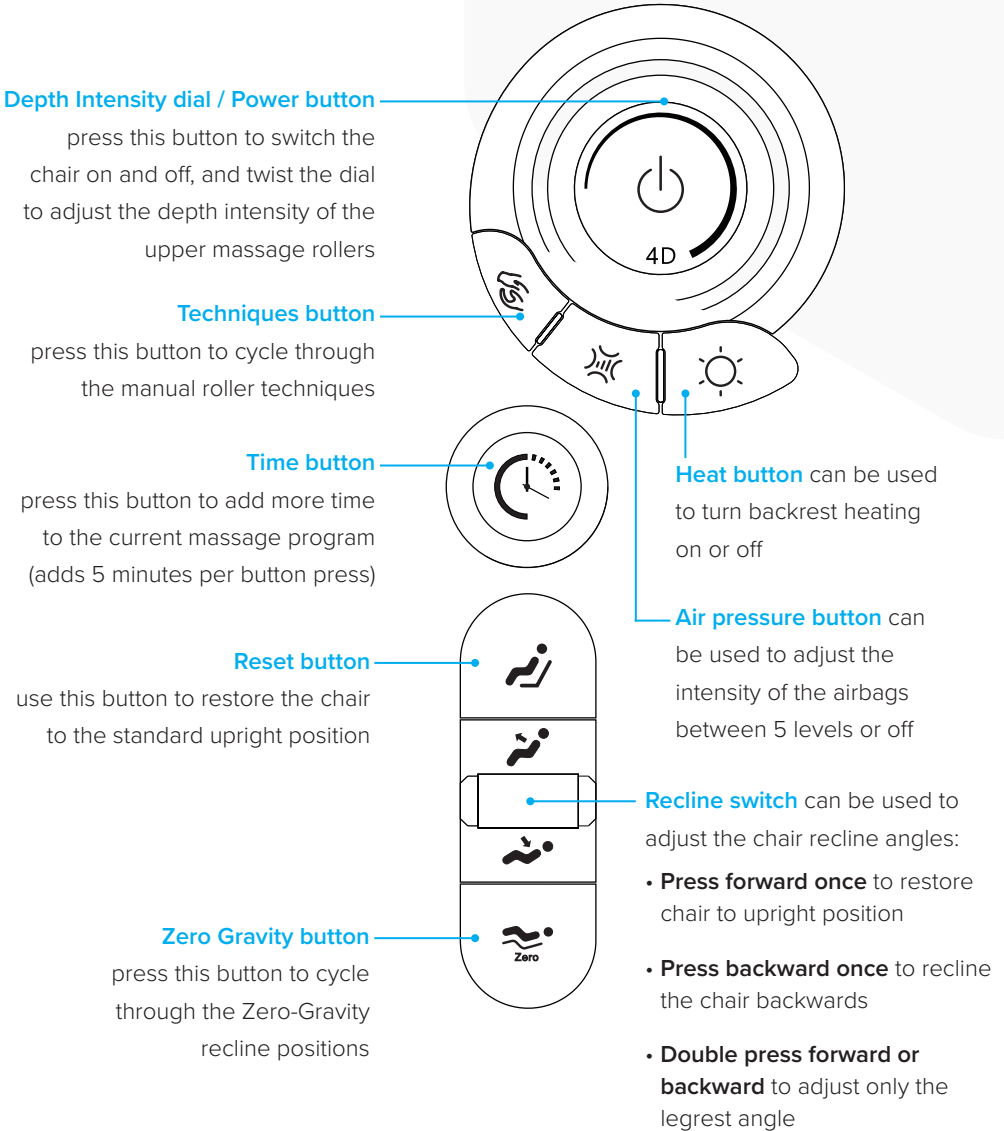 Depth Intensity dial / Power button
press this button to switch the
chair on and off, and twist the dial
to adjust the depth intensity of the
upper massage rollers
4D
Techniques button
press this button to cycle through
the manual roller techniques
Time button
press this button to add more time
to the current massage program
(adds 5 minutes per button press)
Heat button can be used
to turn backrest heating
on or off
Air pressure button can
be used to adjust the
intensity of the airbags
between 5 levels or off
Reset button
use this button to restore the chair
to the standard upright position
Recline switch can be used to
adjust the chair recline angles:
• Press forward once to restore
chair to upright position
• Press backward once to recline
the chair backwards
• Double press forward or
backward to adjust only the
legrest angle
Zero Gravity button
press this button to cycle
through the Zero-Gravity
recline positions
Zero